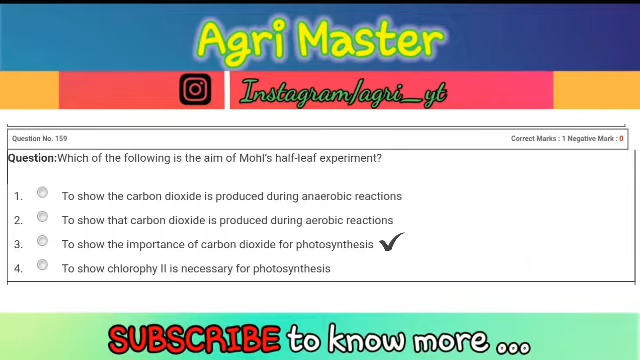 Agri Master
Instagram/agri_yt
Question No. 159 Correct Marks : 1 Negative Mark : 0
Question:Which of the following is the aim of Mohl's half-leaf experiment?
1. To show the carbon dioxide is produced during anaerobic reactions
2. To show that carbon dioxide is produced during aerobic reactions
3. To show the importance of carbon dioxide for photosynthesis
4. To show chlorophy II is necessary for photosynthesis
SUBSCRIBE to know more ...